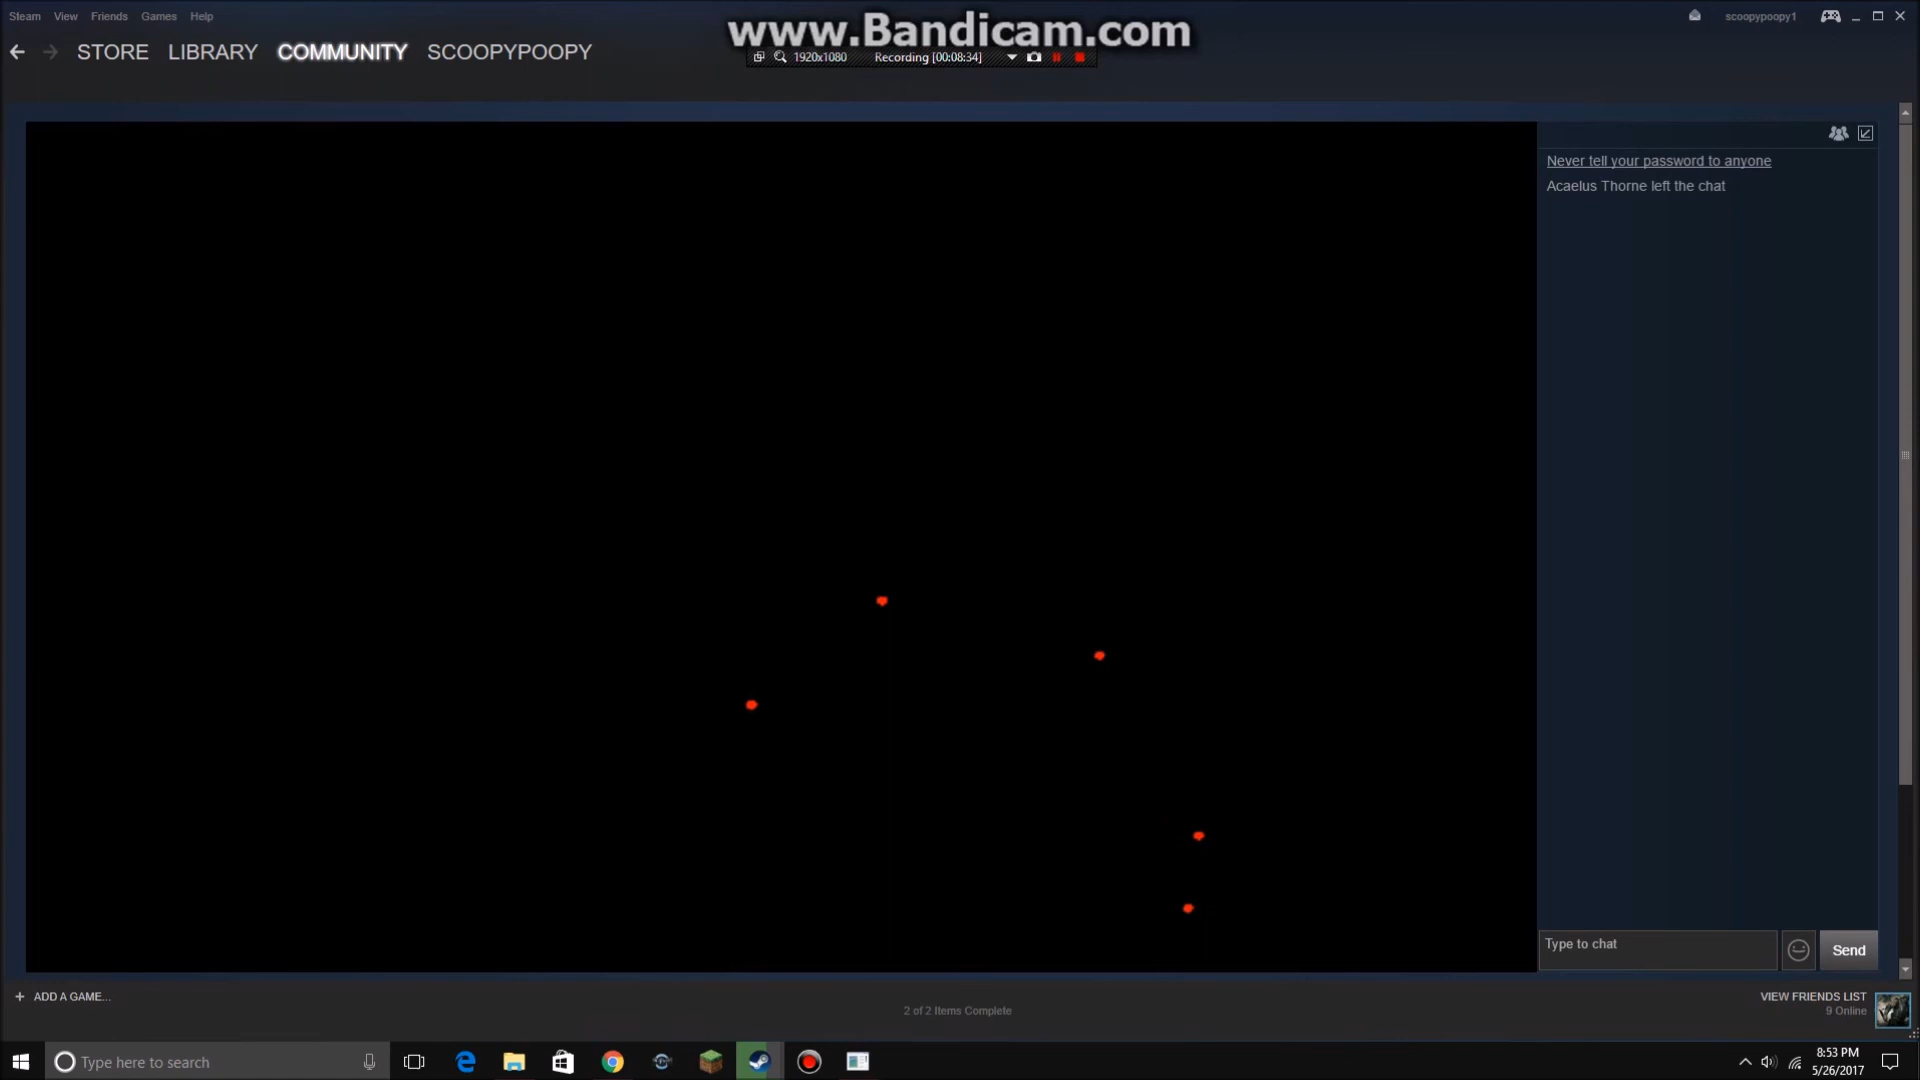 Steam View Friends Games Help
www.Bandicam.com
scoopypoopy1
STORE LIBRARY COMMUNITY SCOOPYPOOPY
1920x1080 Recording [00:08:34]
Never tell your password to anyone
Acaelus Thorne left the chat
Type to chat
Send
+ ADD A GAME...
2 of 2 Items Complete
VIEW FRIENDS LIST
9 Online
Type here to search
8:53 PM
5/26/2017